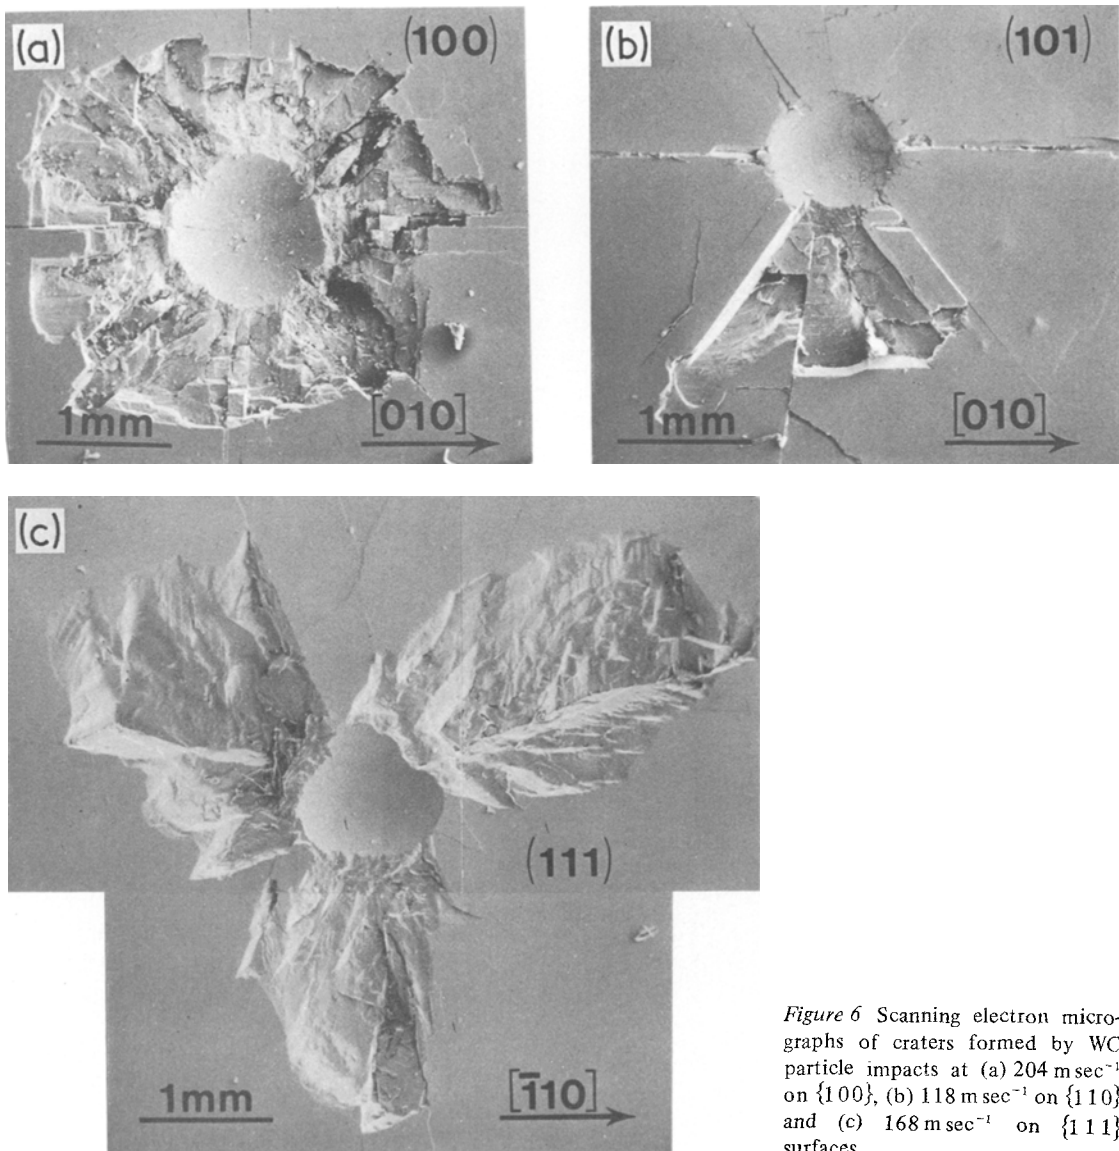 (a)
(100)
1mm
[010]
(b)
(101)
1mm
[010]
(c)
(111)
1mm
[1̄10]
Figure 6 Scanning electron micro-
graphs of craters formed by WC
particle impacts at (a) 204 m sec⁻¹
on {100}, (b) 118 m sec⁻¹ on {110}
and (c) 168 m sec⁻¹ on {111}
surfaces